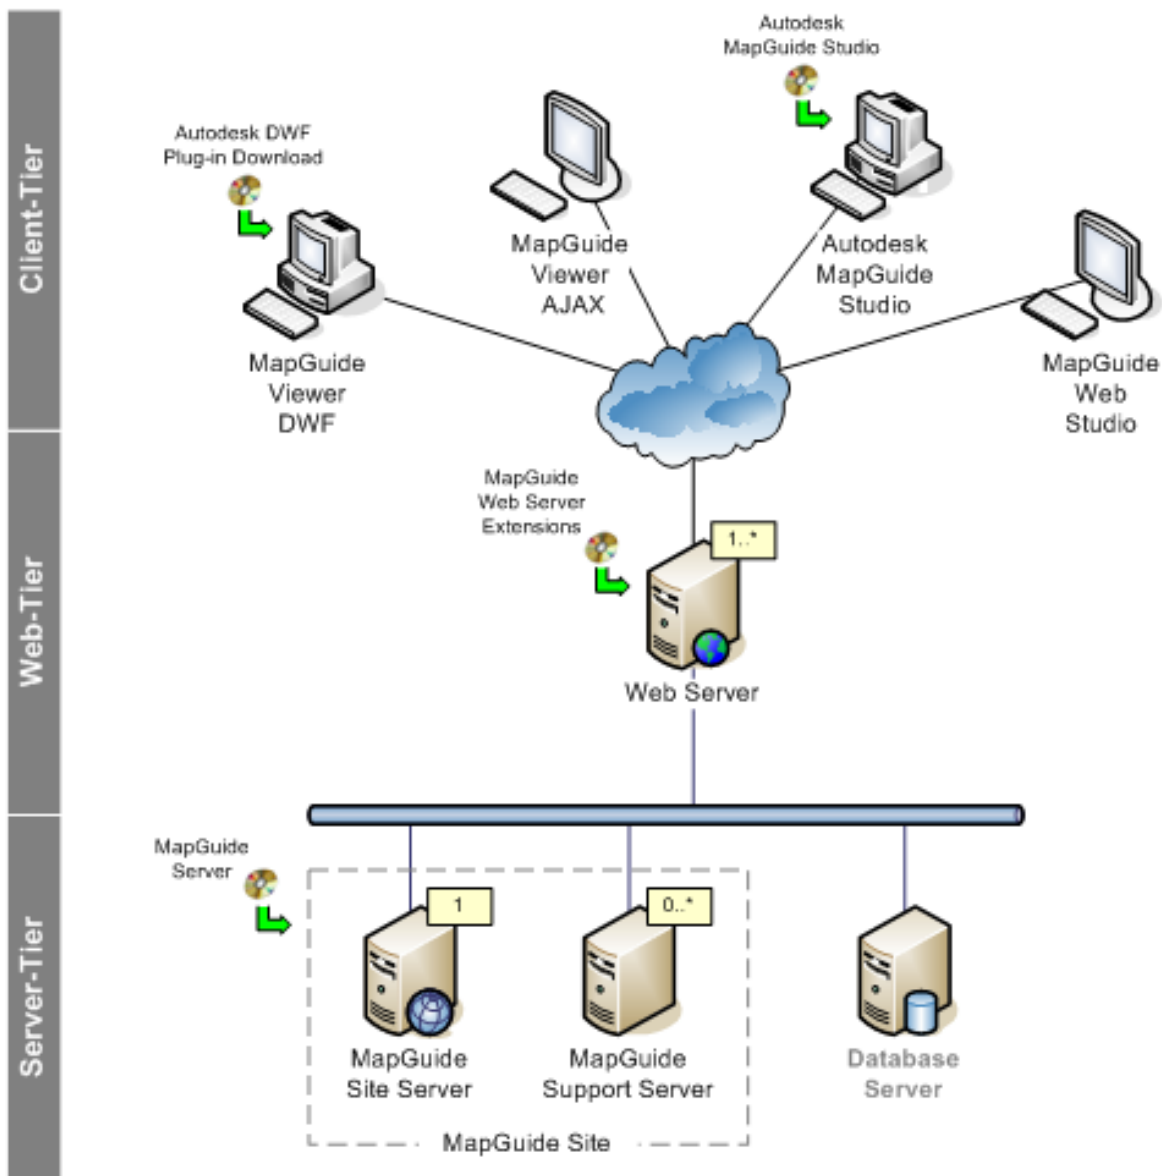 Client-Tier
Autodesk
MapGuide Studio
Autodesk DWF
Plug-in Download
MapGuide
Viewer
AJAX
Autodesk
MapGuide
Studio
MapGuide
Viewer
DWF
MapGuide
Web
Studio
Web-Tier
MapGuide
Web Server
Extensions
1..*
Web Server
Server-Tier
MapGuide
Server
1
0..*
MapGuide
Site Server
MapGuide
Support Server
Database
Server
MapGuide Site